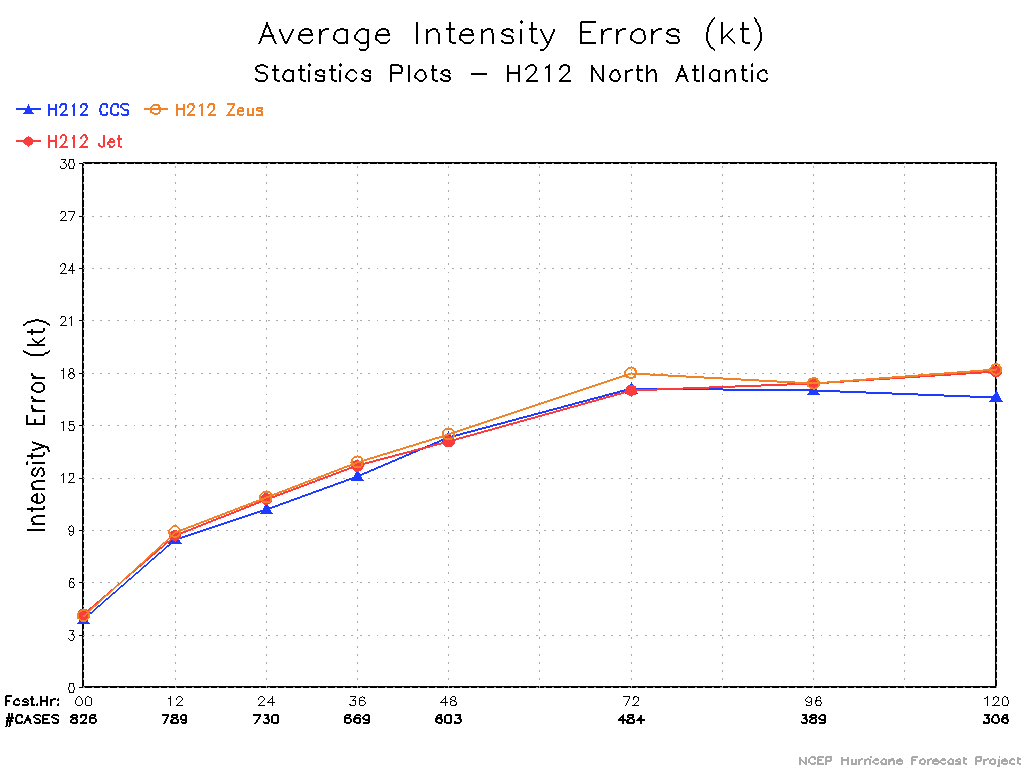 Average Intensity Errors (kt)
Statistics Plots – H212 North Atlantic
H212 CCS H212 Zeus
H212 Jet
30
27
24
21
18
15
12
9
6
3
0
Intensity Error (kt)
Fcst.Hr: 00 12 24 36 48 72 96 120
#CASES 826 789 730 669 603 484 389 306
NCEP Hurricane Forecast Project